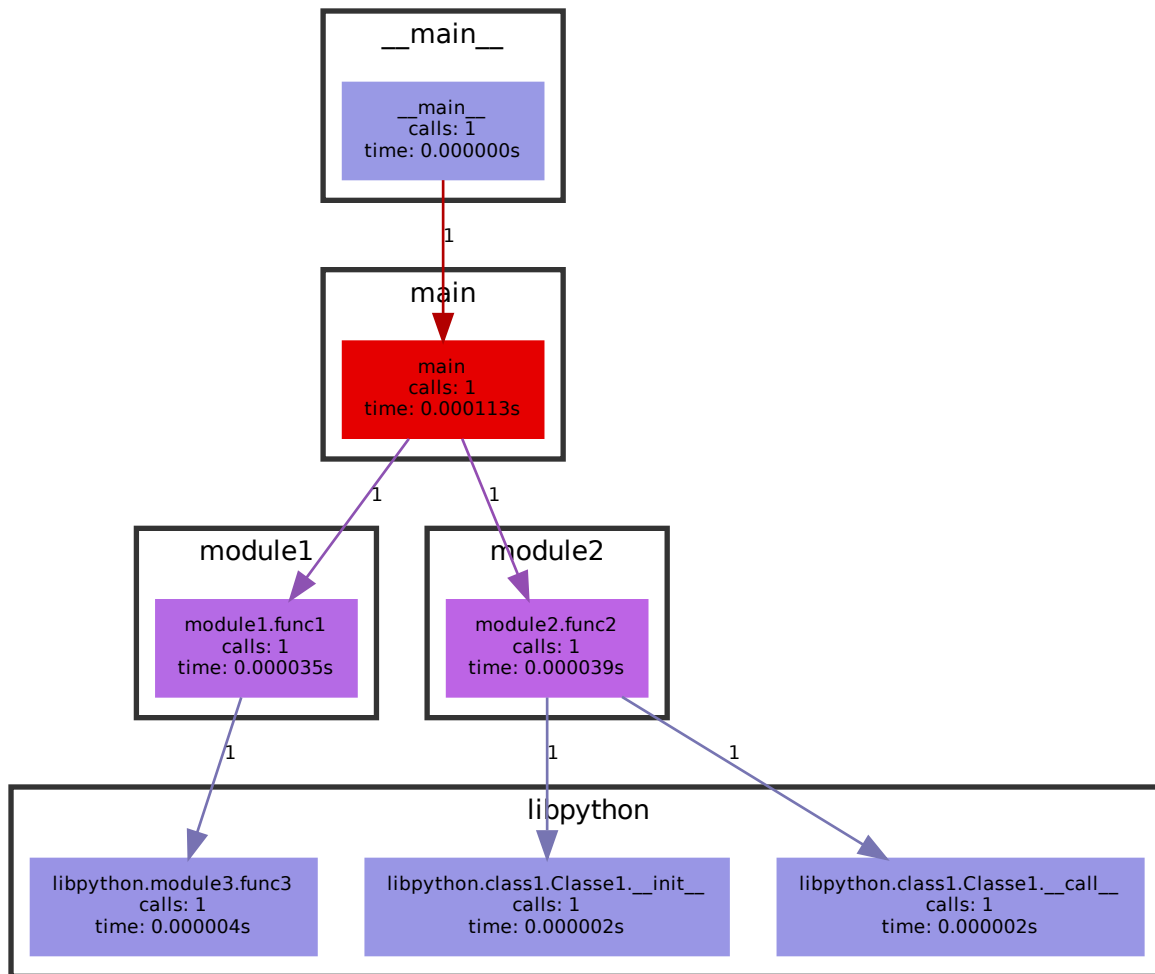 __main__
__main__
calls: 1
time: 0.000000s
1
main
main
calls: 1
time: 0.000113s
1
1
module1
module2
module1.func1
calls: 1
time: 0.000035s
module2.func2
calls: 1
time: 0.000039s
1
1
1
libpython
libpython.module3.func3
calls: 1
time: 0.000004s
libpython.class1.Classe1.__init__
calls: 1
time: 0.000002s
libpython.class1.Classe1.__call__
calls: 1
time: 0.000002s